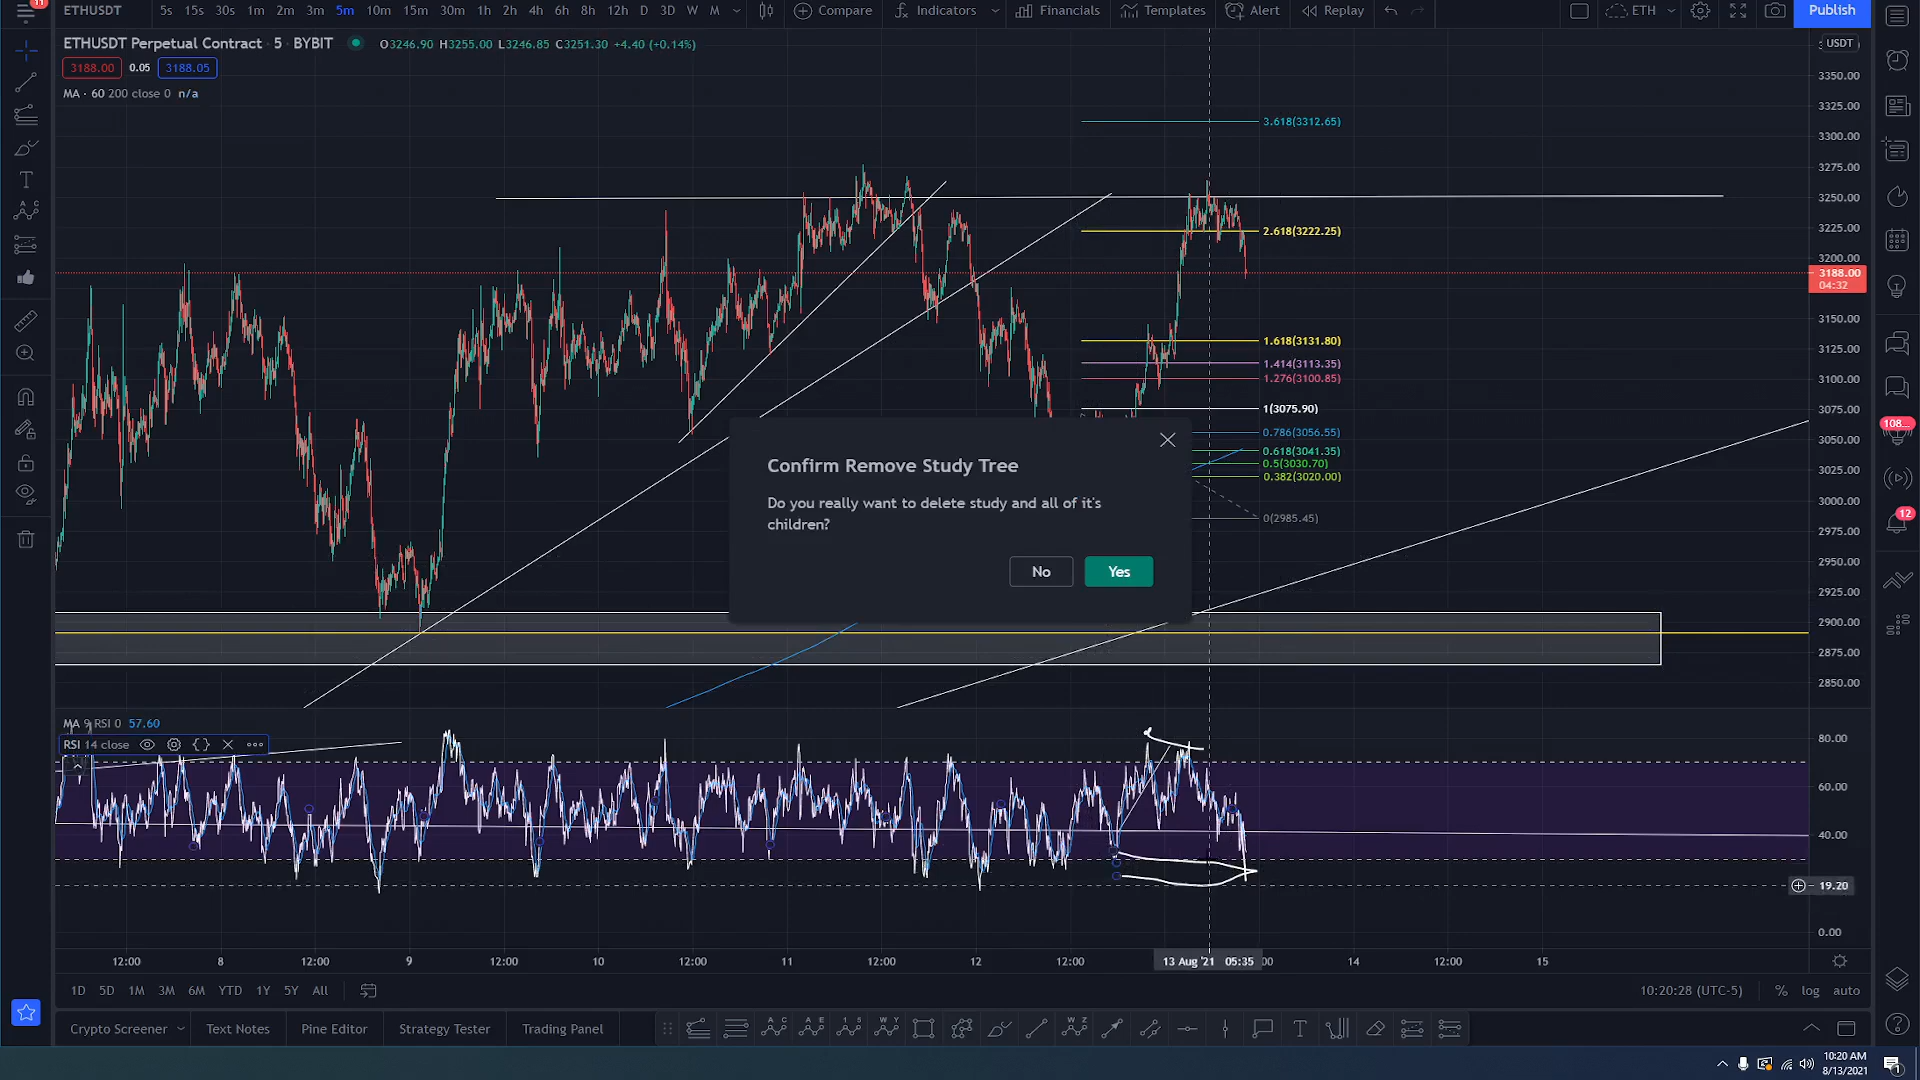 11
ETHUSDT 5s 15s 30s 1m 2m 3m 5m 10m 15m 30m 1h 2h 4h 6h 8h 12h D 3D W M Compare Indicators Financials Templates Alert Replay ETH Publish
ETHUSDT Perpetual Contract · 5 · BYBIT O3246.90 H3255.00 L3246.85 C3251.30 +4.40 (+0.14%)
USDT
3188.00 0.05 3188.05
3350.00
MA · 60 200 close 0 n/a
3325.00
3.618(3312.65)
3300.00
3275.00
3250.00
2.618(3222.25)
3225.00
3200.00
3188.00
04:32
3150.00
1.618(3131.80)
3125.00
1.414(3113.35)
1.276(3100.85)
3100.00
1(3075.90)
3075.00
108...
0.786(3056.55)
3050.00
0.618(3041.35)
0.5(3030.70)
3025.00
0.382(3020.00)
3000.00
0(2985.45)
12
2975.00
2950.00
2925.00
2900.00
2875.00
2850.00
Confirm Remove Study Tree
Do you really want to delete study and all of it's
children?
No Yes
MA 9 RSI 0 57.60
RSI 14 close
80.00
60.00
40.00
19.20
0.00
12:00 8 12:00 9 12:00 10 12:00 11 12:00 12 12:00 13 Aug '21 05:35 :00 14 12:00 15
1D 5D 1M 3M 6M YTD 1Y 5Y All 10:20:28 (UTC-5) % log auto
Crypto Screener Text Notes Pine Editor Strategy Tester Trading Panel
10:20 AM
8/13/2021
1